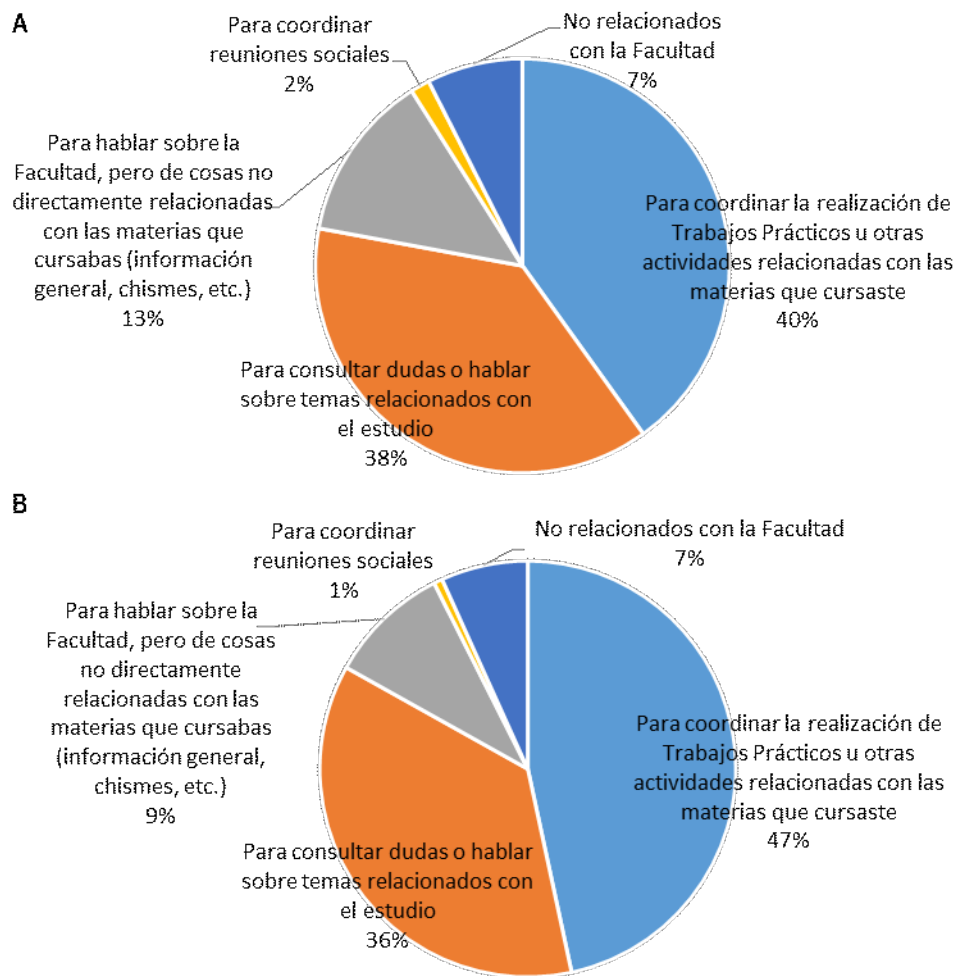 A
Para coordinar
reuniones sociales
2%
No relacionados
con la Facultad
7%
Para hablar sobre la
Facultad, pero de cosas no
directamente relacionadas
con las materias que
cursabas (información
general, chismes, etc.)
13%
Para coordinar la realización de
Trabajos Prácticos u otras
actividades relacionadas con las
materias que cursaste
40%
Para consultar dudas o hablar
sobre temas relacionados con
el estudio
38%
B
Para coordinar
reuniones sociales
1%
No relacionados con la Facultad
7%
Para hablar sobre la
Facultad, pero de cosas
no directamente
relacionadas con las
materias que cursabas
(información general,
chismes, etc.)
9%
Para coordinar la realización de
Trabajos Prácticos u otras
actividades relacionadas con las
materias que cursaste
47%
Para consultar dudas o hablar
sobre temas relacionados con
el estudio
36%